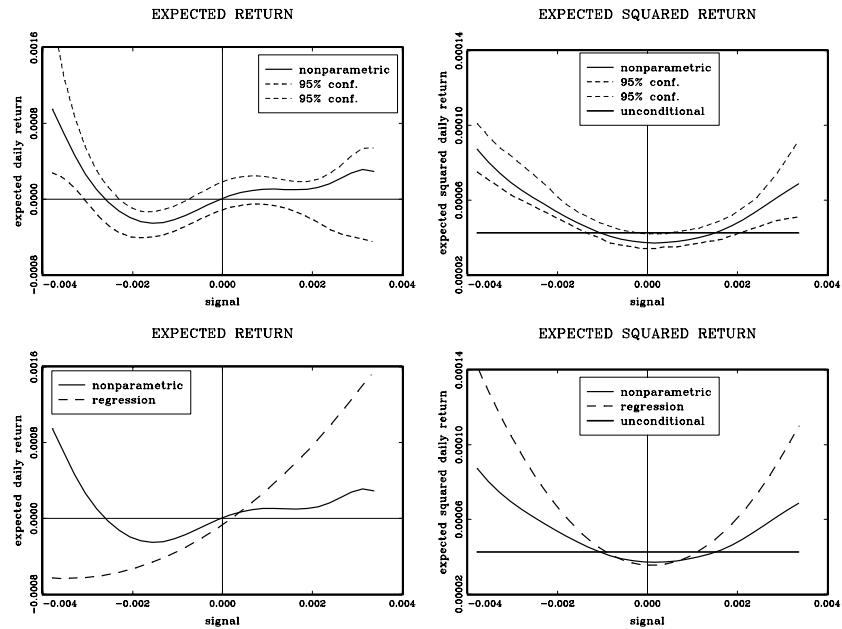 EXPECTED RETURN
expected daily return
0.0016
0.0008
0.0000
−0.0008
nonparametric
95% conf.
95% conf.
−0.004
−0.002
0.000
0.002
0.004
signal
EXPECTED SQUARED RETURN
expected squared daily return
0.00014
0.00010
0.00006
0.00002
nonparametric
95% conf.
95% conf.
unconditional
−0.004
−0.002
0.000
0.002
0.004
signal
EXPECTED RETURN
expected daily return
0.0016
0.0008
0.0000
−0.0008
nonparametric
regression
−0.004
−0.002
0.000
0.002
0.004
signal
EXPECTED SQUARED RETURN
expected squared daily return
0.00014
0.00010
0.00006
0.00002
nonparametric
regression
unconditional
−0.004
−0.002
0.000
0.002
0.004
signal